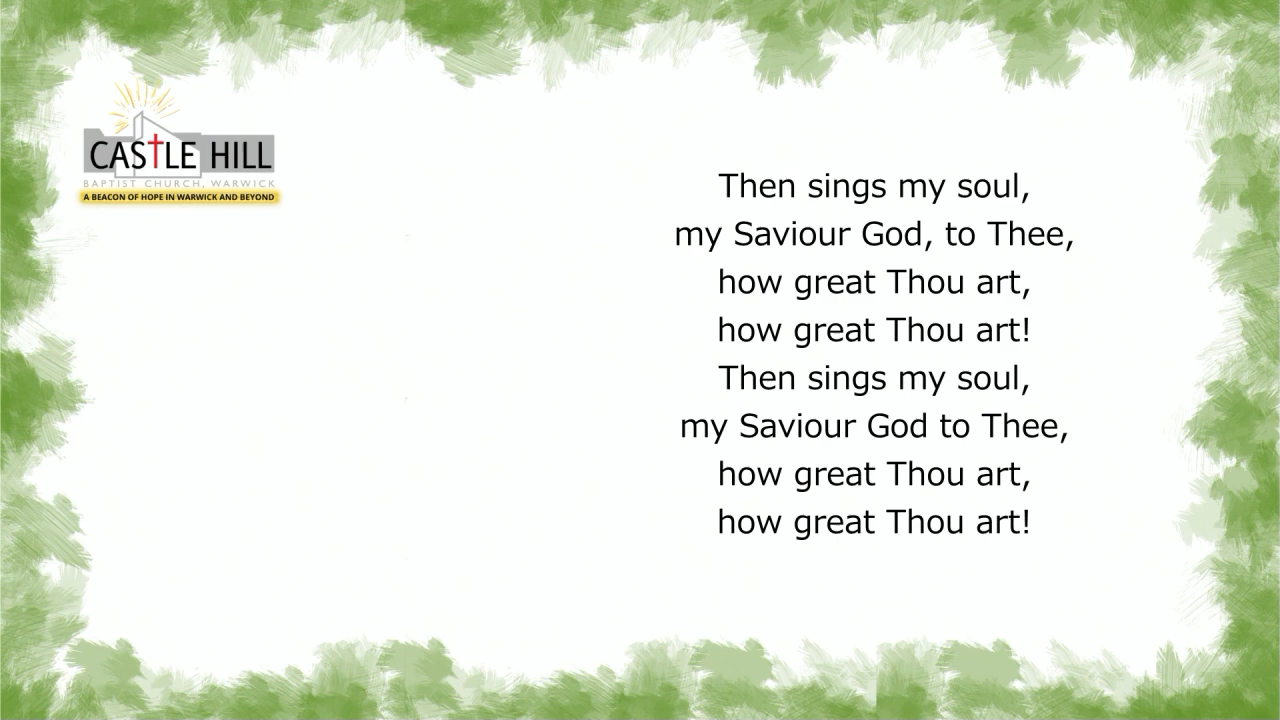 CASTLE HILL
BAPTIST CHURCH, WARWICK
A BEACON OF HOPE IN WARWICK AND BEYOND
Then sings my soul,
my Saviour God, to Thee,
how great Thou art,
how great Thou art!
Then sings my soul,
my Saviour God to Thee,
how great Thou art,
how great Thou art!